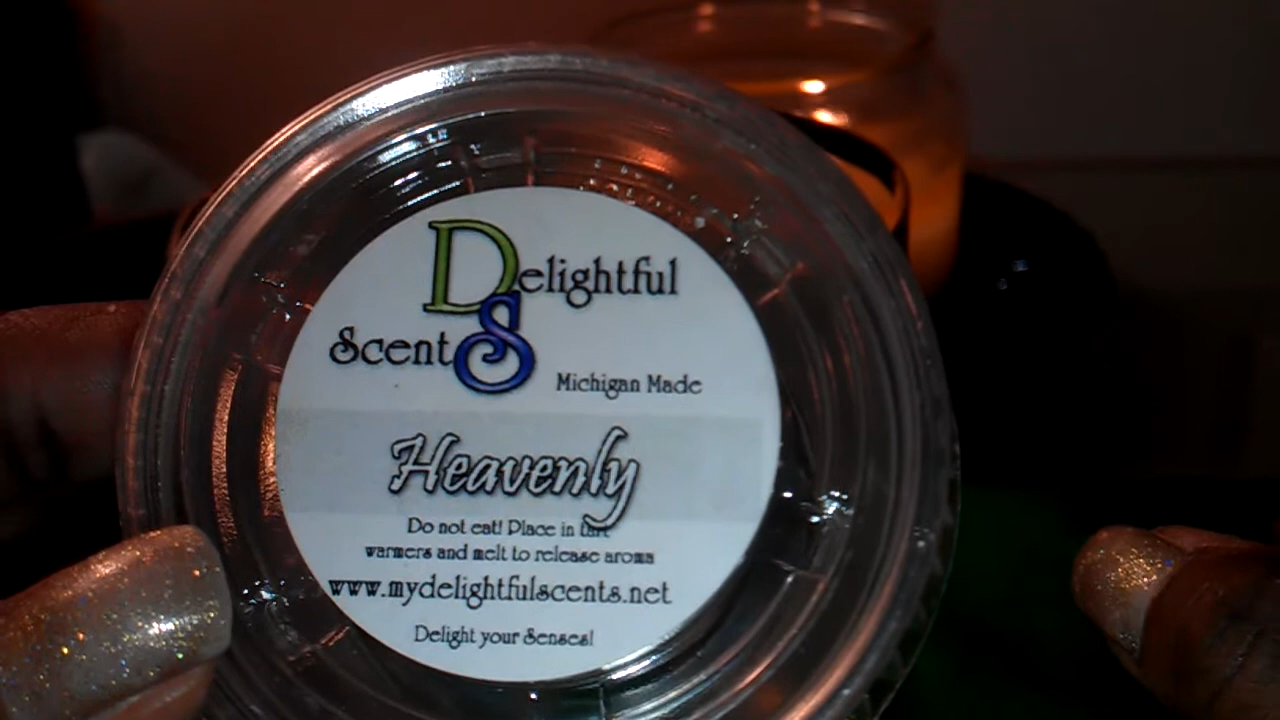 Delightful
Scents
Michigan Made
Heavenly
Do not eat! Place in tart
warmers and melt to release aroma
www.mydelightfulscents.net
Delight your Senses!